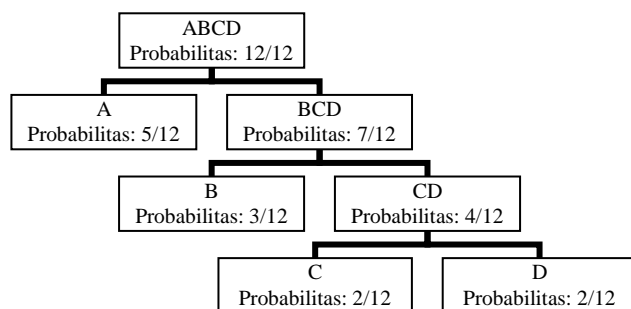 ABCD
Probabilitas: 12/12
A
Probabilitas: 5/12
BCD
Probabilitas: 7/12
B
Probabilitas: 3/12
CD
Probabilitas: 4/12
C
Probabilitas: 2/12
D
Probabilitas: 2/12